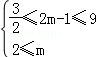 { 3/2 ≤ 2m-1 ≤ 9
2 ≤ m